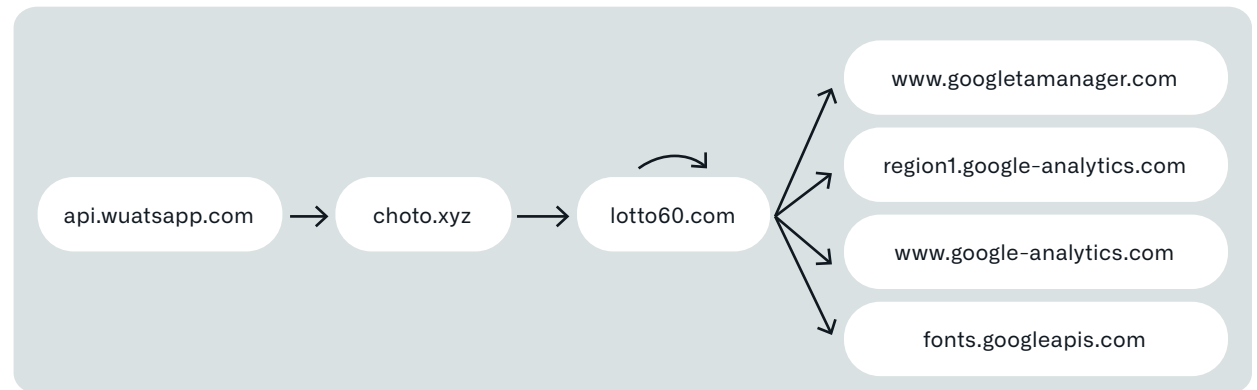 www.googletamanager.com
region1.google-analytics.com
api.wuatsapp.com
choto.xyz
lotto60.com
www.google-analytics.com
fonts.googleapis.com